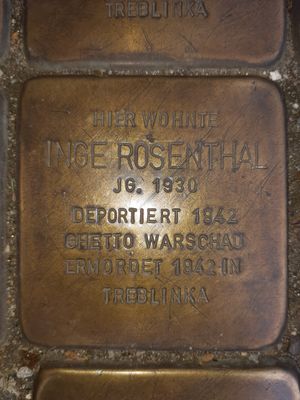 TREBLINKA
HIER WOHNTE
INGE ROSENTHAL
JG. 1930
DEPORTIERT 1942
GHETTO WARSCHAU
ERMORDET 1942 IN
TREBLINKA